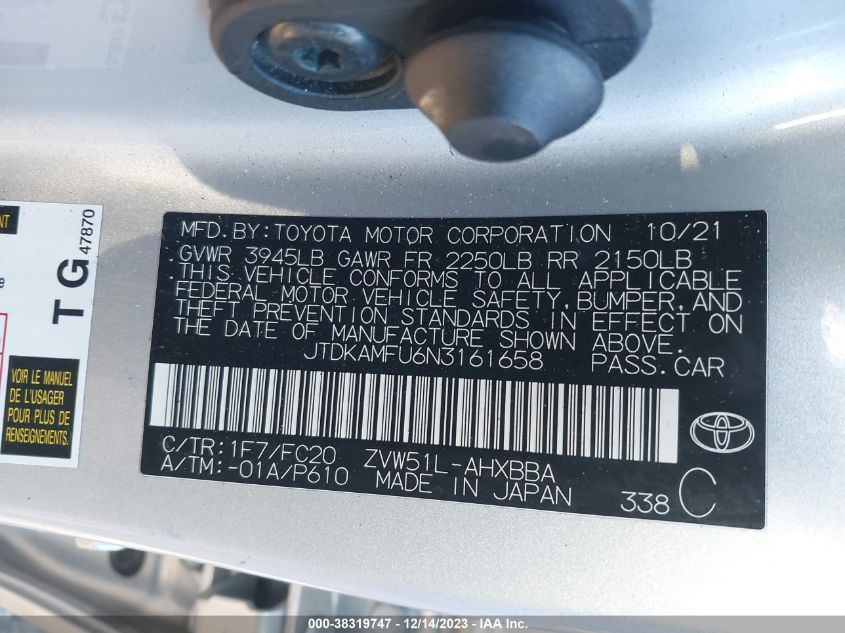 MFD.BY:TOYOTA MOTOR CORPORATION 10/21
GVWR 3945LB GAWR FR 2250LB RR 2150LB
THIS VEHICLE CONFORMS TO ALL APPLICABLE
FEDERAL MOTOR VEHICLE SAFETY,BUMPER,AND
THEFT PREVENTION STANDARDS IN EFFECT ON
THE DATE OF MANUFACTURE SHOWN ABOVE.
JTDKAMFU6N3161658 PASS.CAR
C/TR:1F7/FC20 ZVW51L-AHXBBA
A/TM:-01A/P610 MADE IN JAPAN 338 C
TG 47870
VOIR LE MANUEL
DE L'USAGER
POUR PLUS DE
RENSEIGNEMENTS.
000-38319747 - 12/14/2023 - IAA Inc.